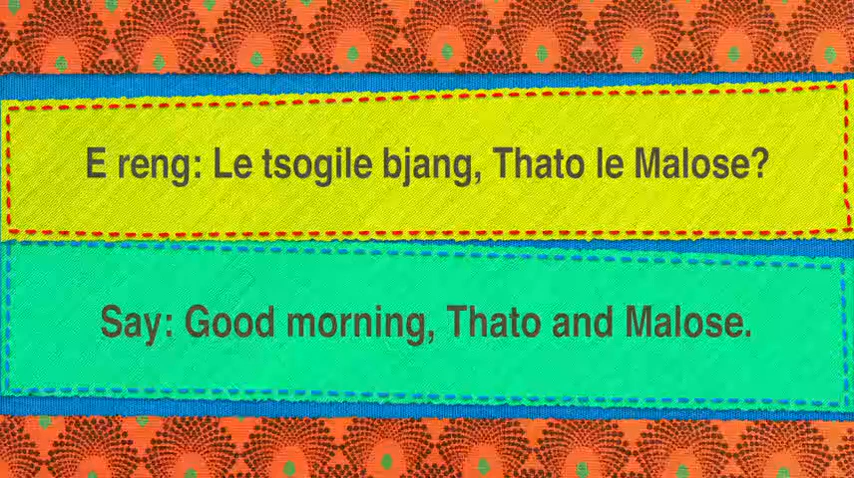 E reng: Le tsogile bjang, Thato le Malose?
Say: Good morning, Thato and Malose.